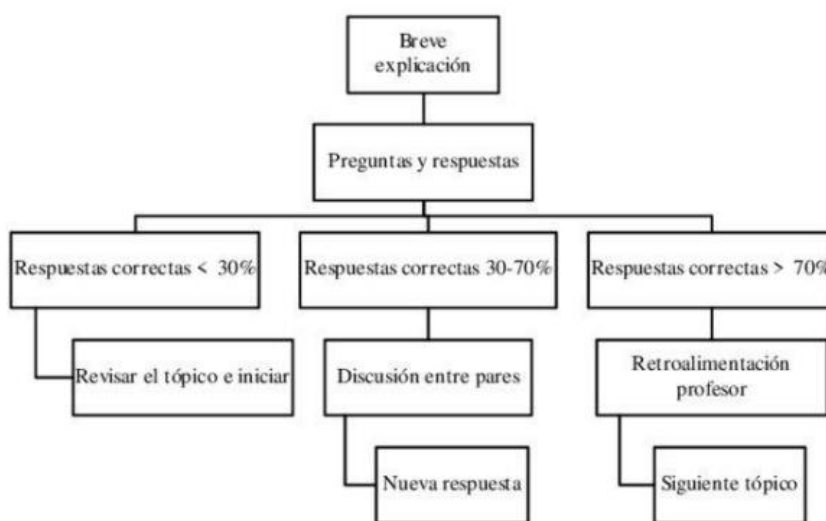 Breve
explicación
Preguntas y respuestas
Respuestas correctas < 30%
Respuestas correctas 30-70%
Respuestas correctas > 70%
Revisar el tópico e iniciar
Discusión entre pares
Retroalimentación
profesor
Nueva respuesta
Siguiente tópico